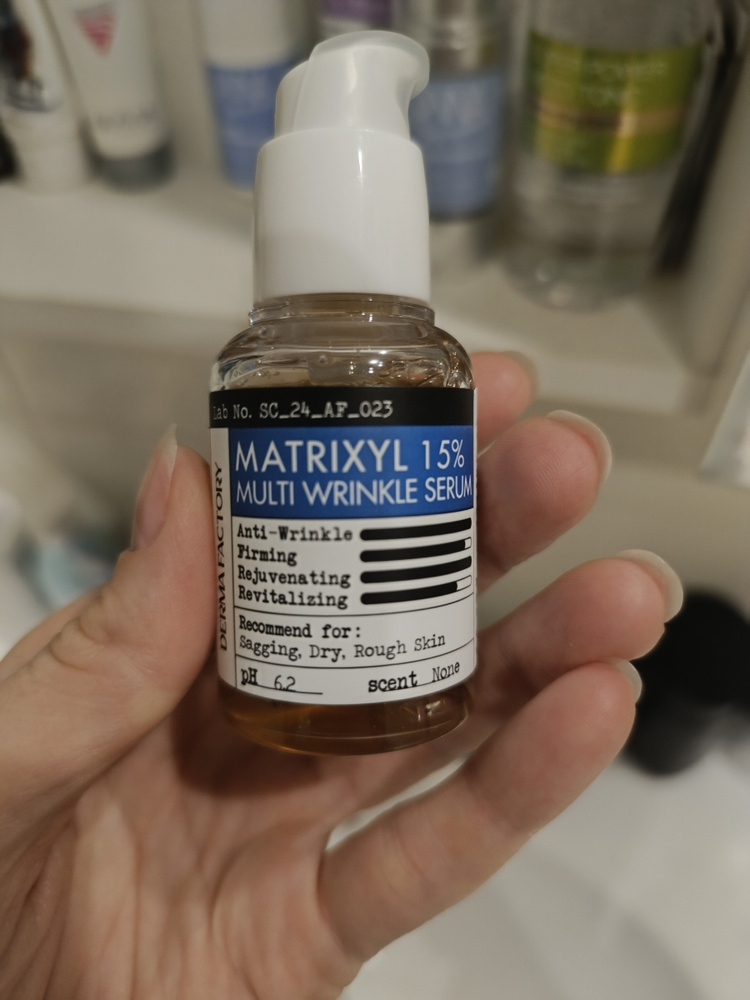 Lab No. SC_24_AF_023
DERMA FACTORY
MATRIXYL 15%
MULTI WRINKLE SERUM
Anti-Wrinkle
Firming
Rejuvenating
Revitalizing
Recommend for:
Sagging, Dry, Rough Skin
pH 6.2 scent None